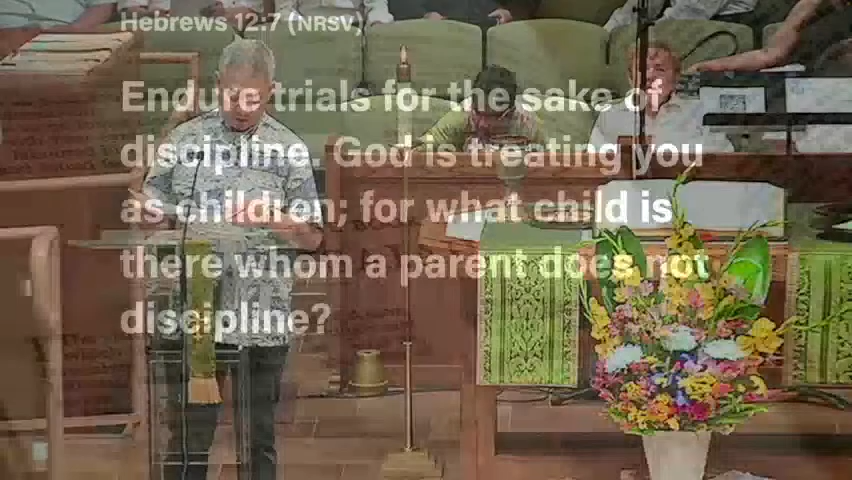 Hebrews 12:7 (NRSV)
Endure trials for the sake of
discipline. God is treating you
as children; for what child is
there whom a parent does not
discipline?